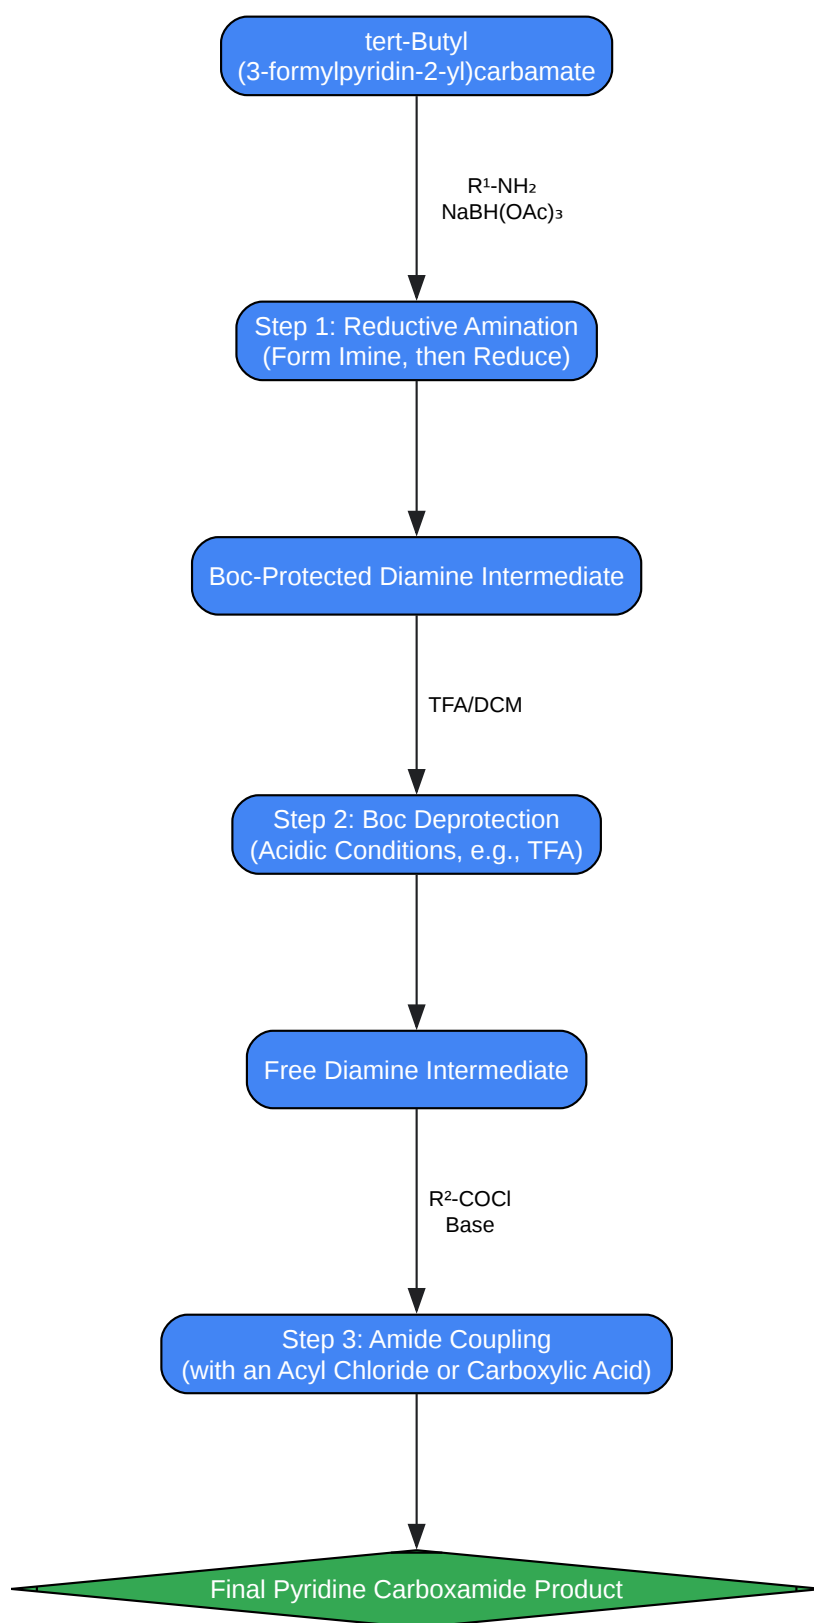 tert-Butyl
(3-formylpyridin-2-yl)carbamate
R¹-NH₂
NaBH(OAc)₃
Step 1: Reductive Amination
(Form Imine, then Reduce)
Boc-Protected Diamine Intermediate
TFA/DCM
Step 2: Boc Deprotection
(Acidic Conditions, e.g., TFA)
Free Diamine Intermediate
R²-COCl
Base
Step 3: Amide Coupling
(with an Acyl Chloride or Carboxylic Acid)
Final Pyridine Carboxamide Product